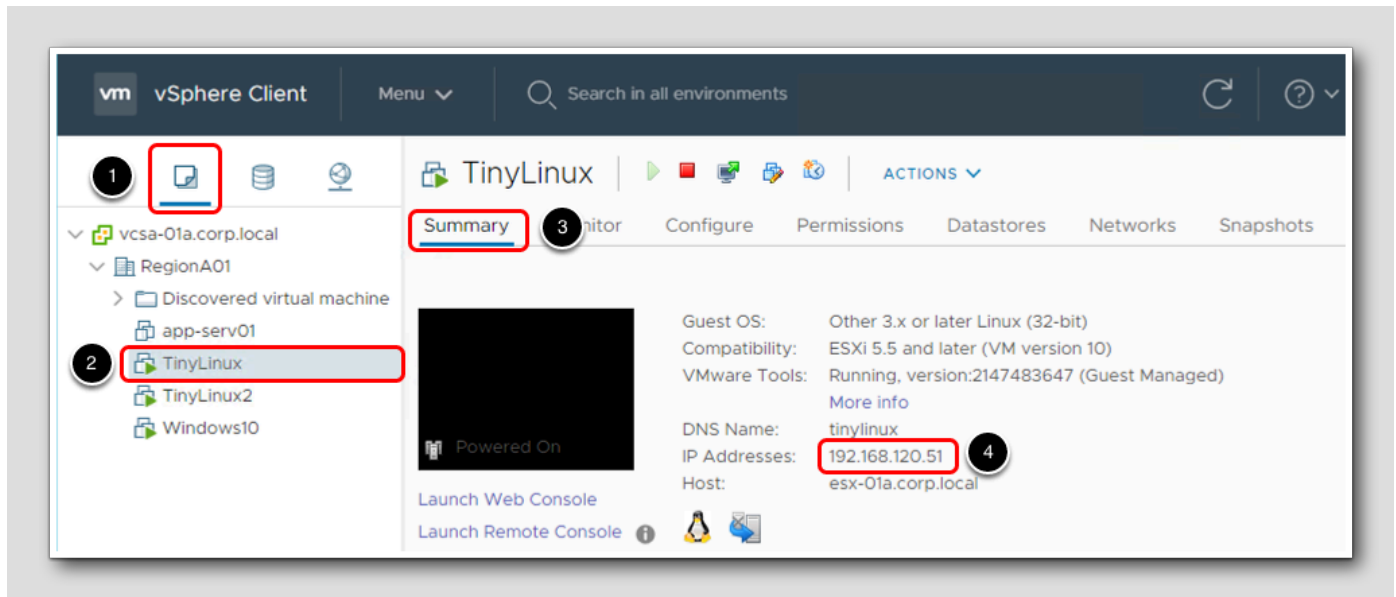 vm vSphere Client Menu Search in all environments
1
TinyLinux ACTIONS
Summary 3 nitor Configure Permissions Datastores Networks Snapshots
vcsa-01a.corp.local
RegionA01
Discovered virtual machine
app-serv01
2 TinyLinux
TinyLinux2
Windows10
Powered On
Launch Web Console
Launch Remote Console
Guest OS: Other 3.x or later Linux (32-bit)
Compatibility: ESXi 5.5 and later (VM version 10)
VMware Tools: Running, version:2147483647 (Guest Managed)
More info
DNS Name: tinylinux
IP Addresses: 192.168.120.51 4
Host: esx-01a.corp.local